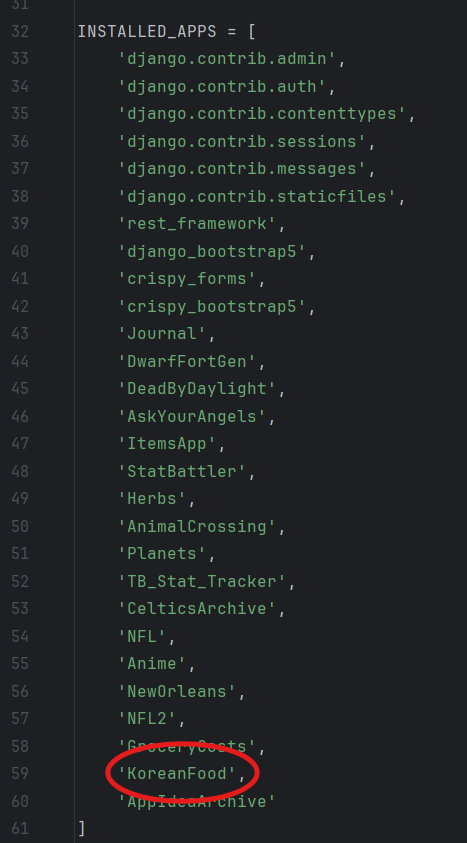 31
32 INSTALLED_APPS = [
33 'django.contrib.admin',
34 'django.contrib.auth',
35 'django.contrib.contenttypes',
36 'django.contrib.sessions',
37 'django.contrib.messages',
38 'django.contrib.staticfiles',
39 'rest_framework',
40 'django_bootstrap5',
41 'crispy_forms',
42 'crispy_bootstrap5',
43 'Journal',
44 'DwarfFortGen',
45 'DeadByDaylight',
46 'AskYourAngels',
47 'ItemsApp',
48 'StatBattler',
49 'Herbs',
50 'AnimalCrossing',
51 'Planets',
52 'TB_Stat_Tracker',
53 'CelticsArchive',
54 'NFL',
55 'Anime',
56 'NewOrleans',
57 'NFL2',
58 'GroceryCosts',
59 'KoreanFood',
60 'AppIdeaArchive'
61 ]